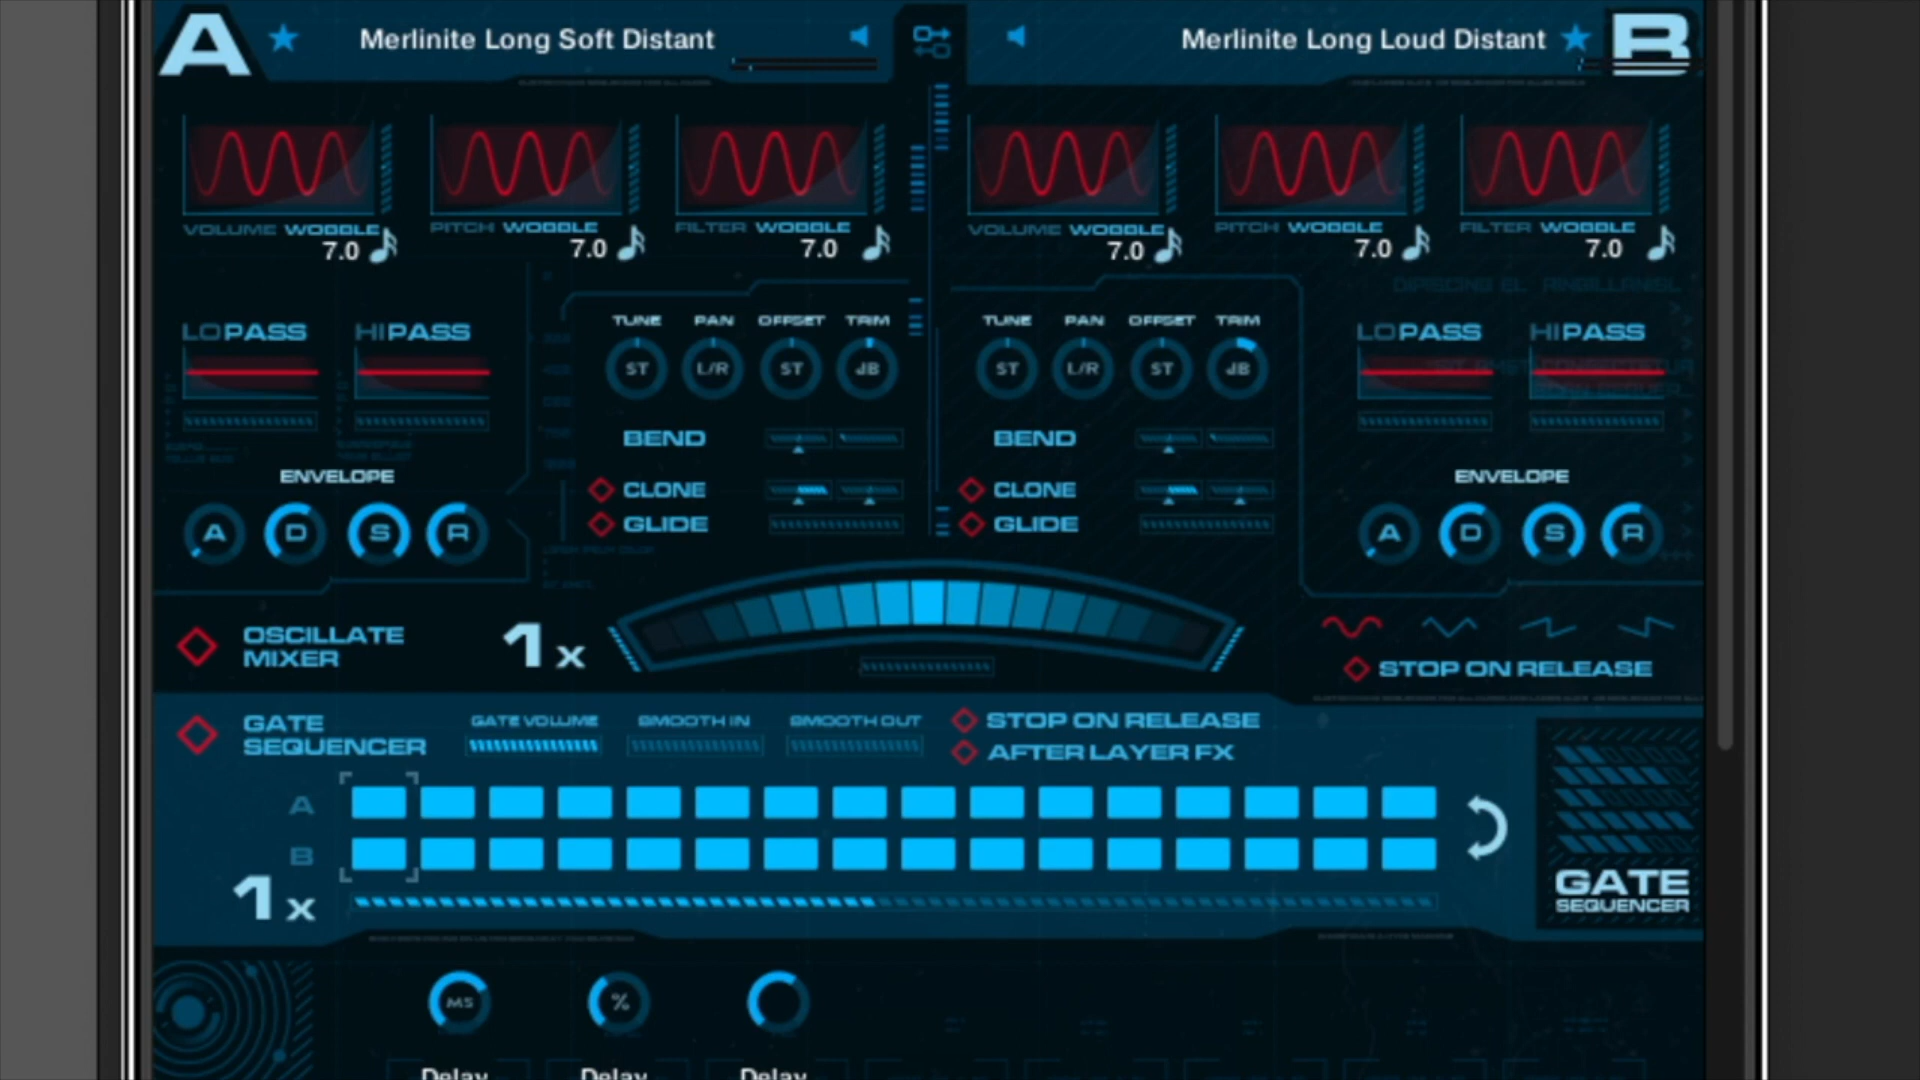 A Merlinite Long Soft Distant Merlinite Long Loud Distant B
VOLUME WOBBLE PITCH WOBBLE FILTER WOBBLE VOLUME WOBBLE PITCH WOBBLE FILTER WOBBLE
7.0 7.0 7.0 7.0 7.0 7.0
LOPASS HIPASS TUNE PAN OFFSET TRIM TUNE PAN OFFSET TRIM LOPASS HIPASS
ST L/R ST dB ST L/R ST dB
BEND BEND
ENVELOPE CLONE CLONE ENVELOPE
A D S R GLIDE GLIDE A D S R
OSCILLATE
MIXER
1 x
STOP ON RELEASE
GATE
SEQUENCER
GATE VOLUME SMOOTH IN SMOOTH OUT STOP ON RELEASE
AFTER LAYER FX
A
B
1 x
GATE
SEQUENCER
MS %
Delay Delay Delay